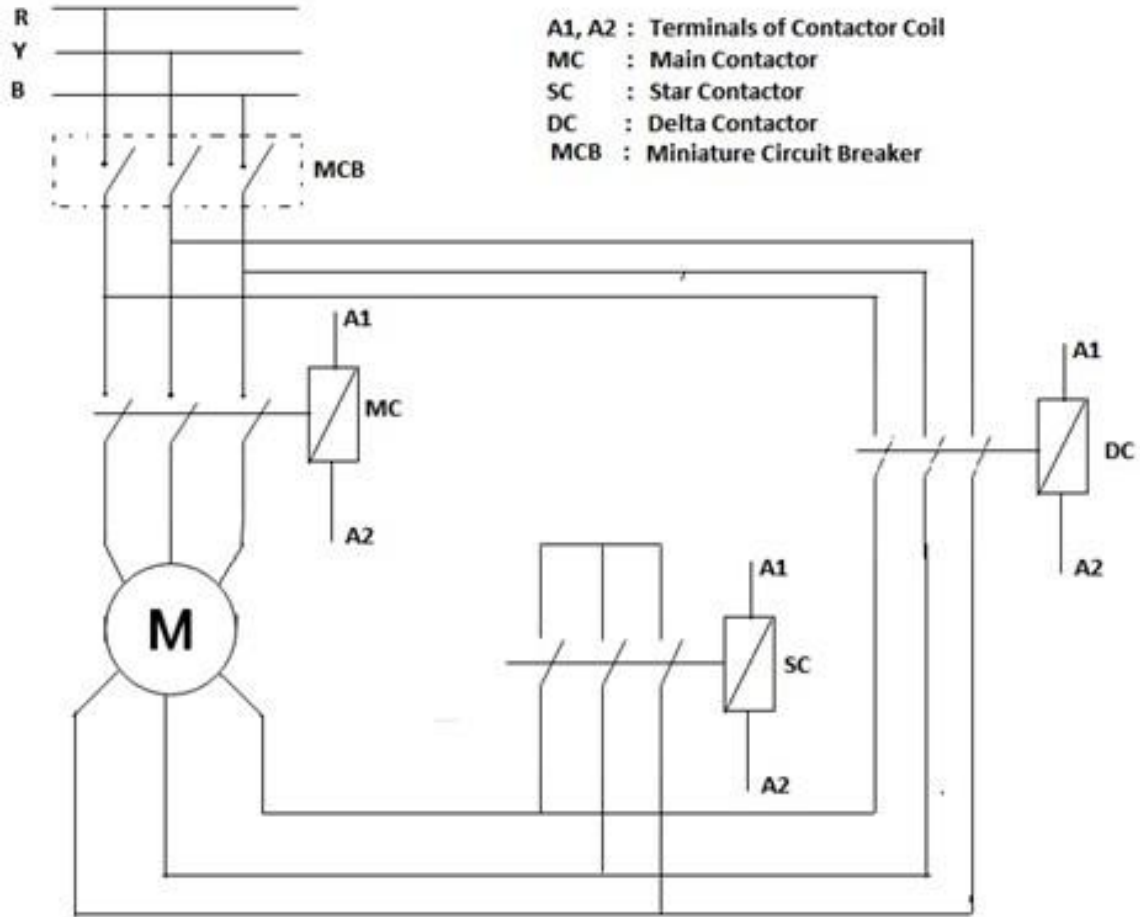 R
Y
B
A1, A2 : Terminals of Contactor Coil
MC : Main Contactor
SC : Star Contactor
DC : Delta Contactor
MCB : Miniature Circuit Breaker
MCB
A1
MC
A2
A1
DC
A2
A1
SC
A2
M